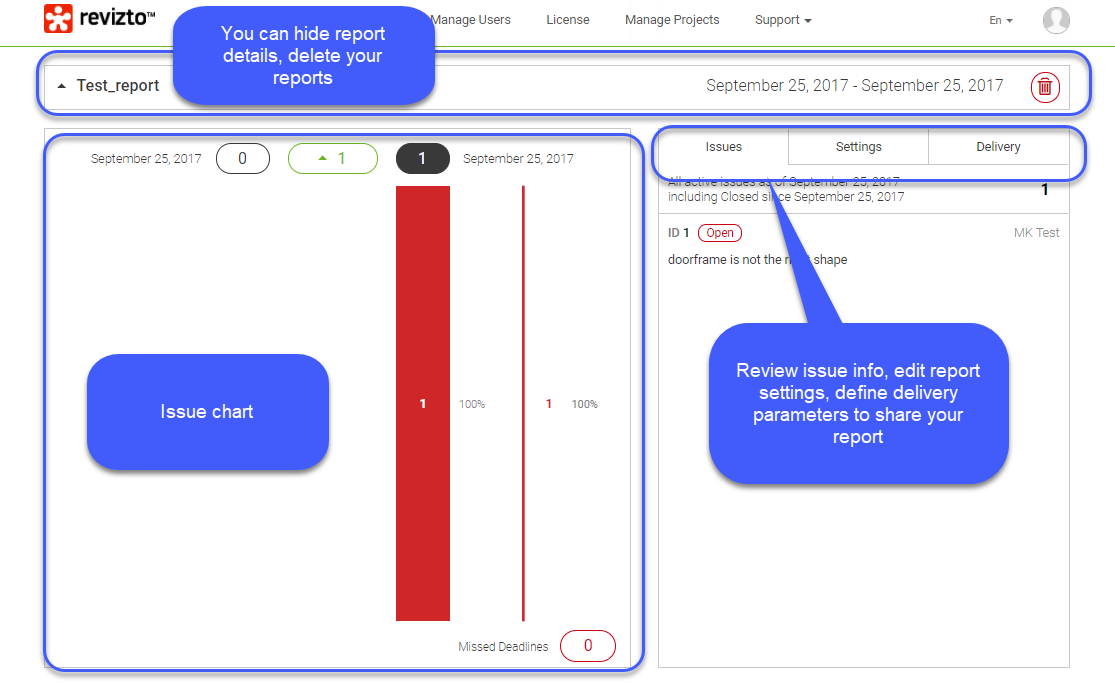 revizto™
Manage Users
License
Manage Projects
Support
En
You can hide report
details, delete your
reports
Test_report
September 25, 2017 - September 25, 2017
September 25, 2017
0
1
1
September 25, 2017
1
100%
1
100%
Issue chart
Missed Deadlines
0
Issues
Settings
Delivery
All active issues as of September 25, 2017
including Closed since September 25, 2017
1
ID 1
Open
MK Test
doorframe is not the shape
Review issue info, edit report
settings, define delivery
parameters to share your
report